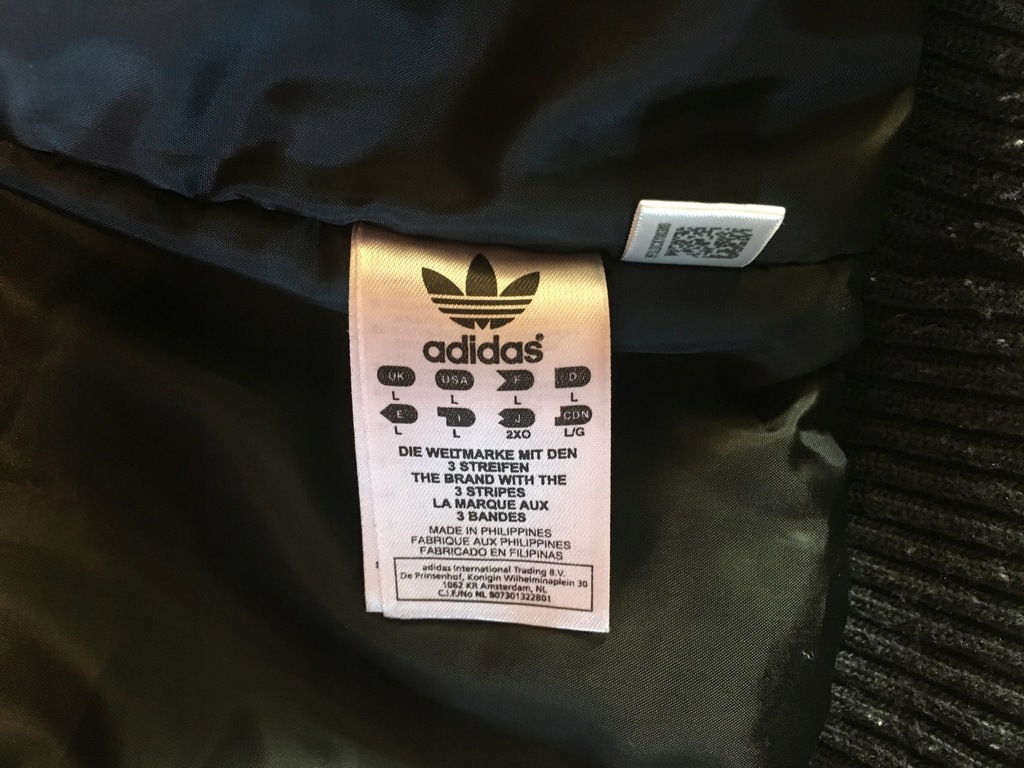 adidas
UK USA F D
L L L L
E I J CDN
L L 2XO L/G
DIE WELTMARKE MIT DEN
3 STREIFEN
THE BRAND WITH THE
3 STRIPES
LA MARQUE AUX
3 BANDES
MADE IN PHILIPPINES
FABRIQUE AUX PHILIPPINES
FABRICADO EN FILIPINAS
adidas International Trading B.V.
De Prinsenhof, Konigin Wilhelminaplein 30
1062 KR Amsterdam, NL
C.I.F./No NL B07301322B01